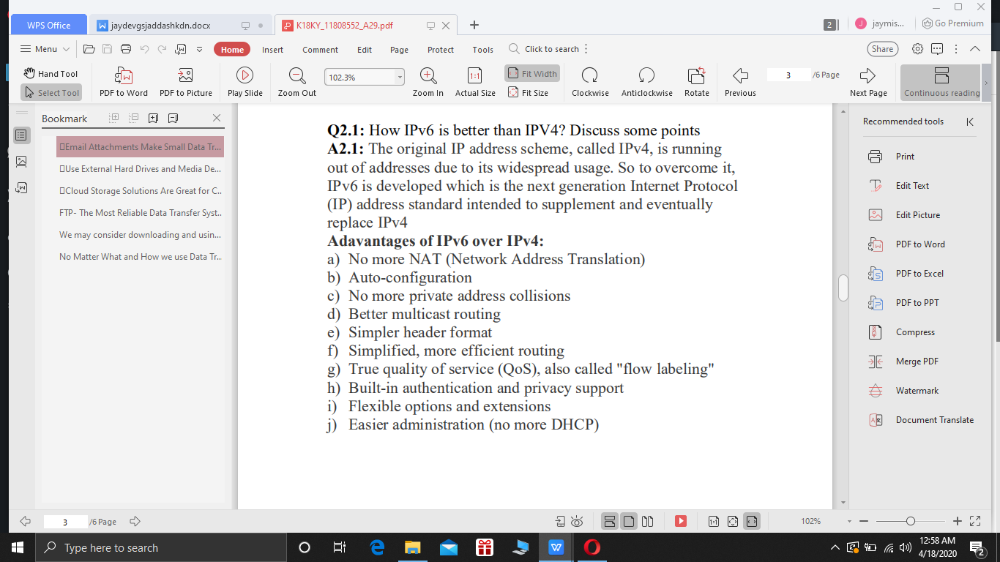 WPS Office
jaydevgsjaddashkdn.docx
K18KY_11808552_A29.pdf
2
J
jaymis...
Go Premium
Menu
Home
Insert
Comment
Edit
Page
Protect
Tools
Click to search
Share
Hand Tool
Select Tool
PDF to Word
PDF to Picture
Play Slide
Zoom Out
102.3%
Zoom In
1:1
Actual Size
Fit Width
Fit Size
Clockwise
Anticlockwise
Rotate
Previous
3 /6 Page
Next Page
Continuous reading
Bookmark
Email Attachments Make Small Data Tr...
Use External Hard Drives and Media De...
Cloud Storage Solutions Are Great for C..
FTP- The Most Reliable Data Transfer Syst..
We may consider downloading and usin...
No Matter What and How we use Data Tr...
Q2.1: How IPv6 is better than IPV4? Discuss some points
A2.1: The original IP address scheme, called IPv4, is running
out of addresses due to its widespread usage. So to overcome it,
IPv6 is developed which is the next generation Internet Protocol
(IP) address standard intended to supplement and eventually
replace IPv4
Adavantages of IPv6 over IPv4:
a) No more NAT (Network Address Translation)
b) Auto-configuration
c) No more private address collisions
d) Better multicast routing
e) Simpler header format
f) Simplified, more efficient routing
g) True quality of service (QoS), also called "flow labeling"
h) Built-in authentication and privacy support
i) Flexible options and extensions
j) Easier administration (no more DHCP)
Recommended tools
Print
Edit Text
Edit Picture
PDF to Word
PDF to Excel
PDF to PPT
Compress
Merge PDF
Watermark
Document Translate
3 /6 Page
1:1
102%
Type here to search
12:58 AM
4/18/2020
2